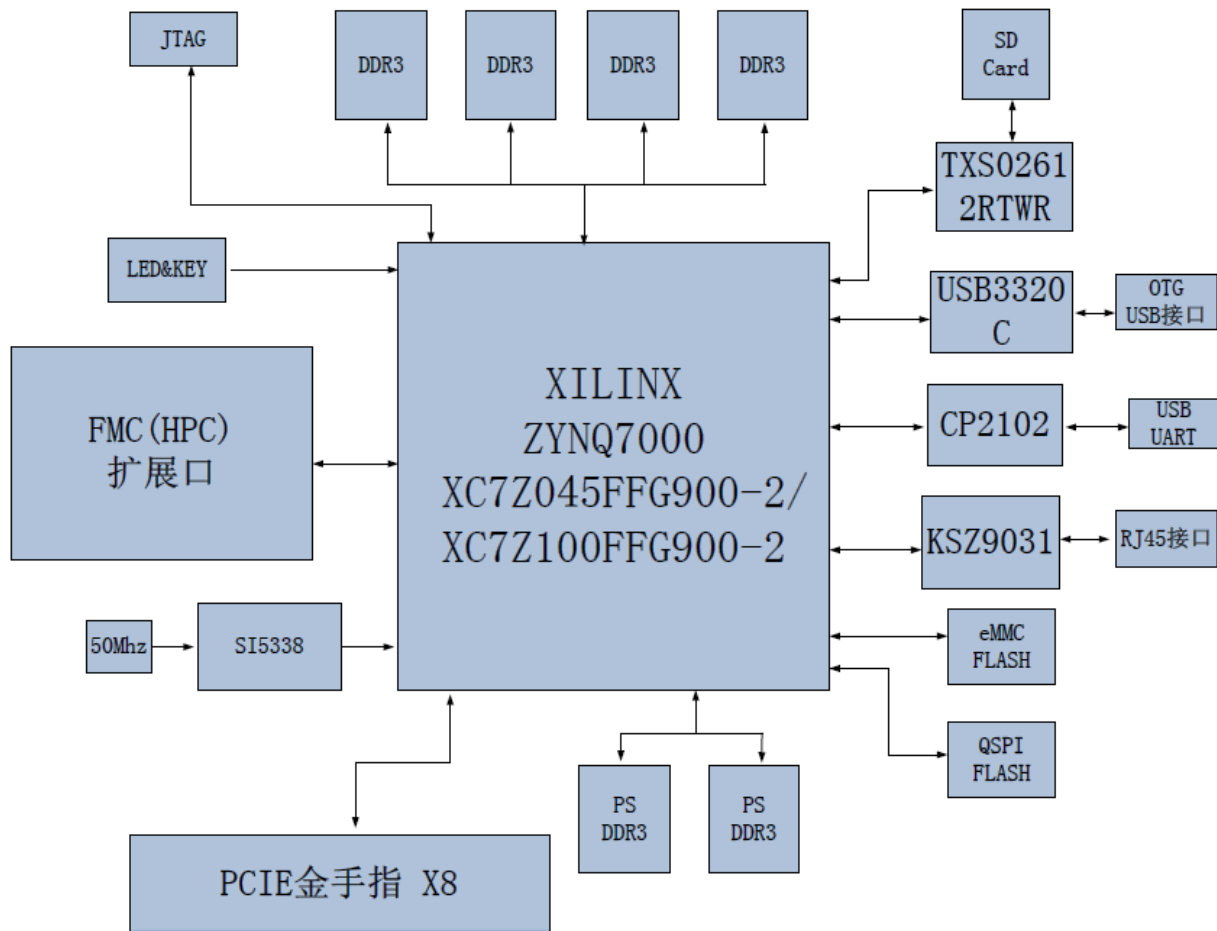 JTAG
DDR3
DDR3
DDR3
DDR3
SD
Card
TXS0261
2RTWR
LED&KEY
USB3320
C
OTG
USB接口
FMC(HPC)
扩展口
XILINX
ZYNQ7000
XC7Z045FFG900-2/
XC7Z100FFG900-2
CP2102
USB
UART
KSZ9031
RJ45接口
50Mhz
SI5338
eMMC
FLASH
QSPI
FLASH
PS
DDR3
PS
DDR3
PCIE金手指 X8